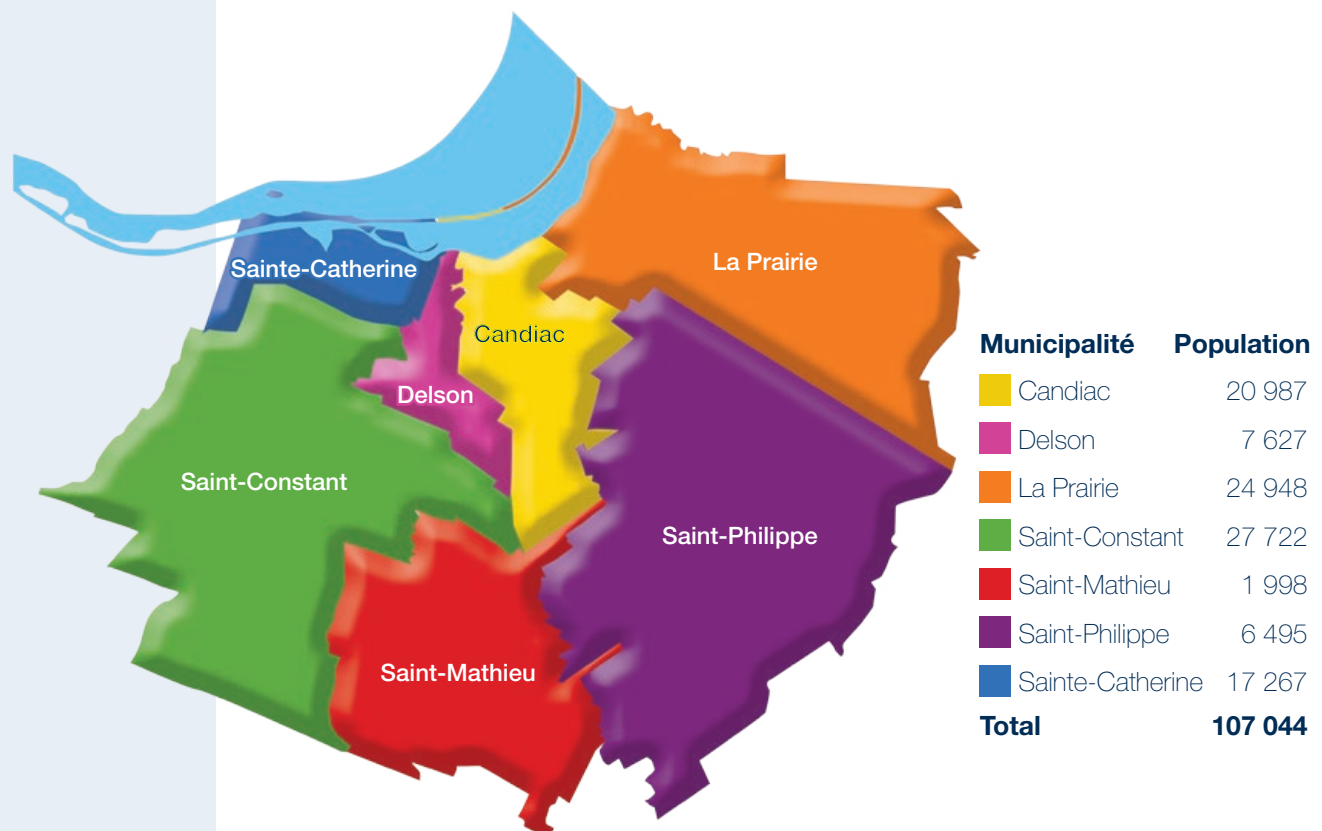 La Prairie
Sainte-Catherine
Candiac
Delson
Saint-Constant
Saint-Philippe
Saint-Mathieu
Municipalité Population
Candiac 20 987
Delson 7 627
La Prairie 24 948
Saint-Constant 27 722
Saint-Mathieu 1 998
Saint-Philippe 6 495
Sainte-Catherine 17 267
Total 107 044